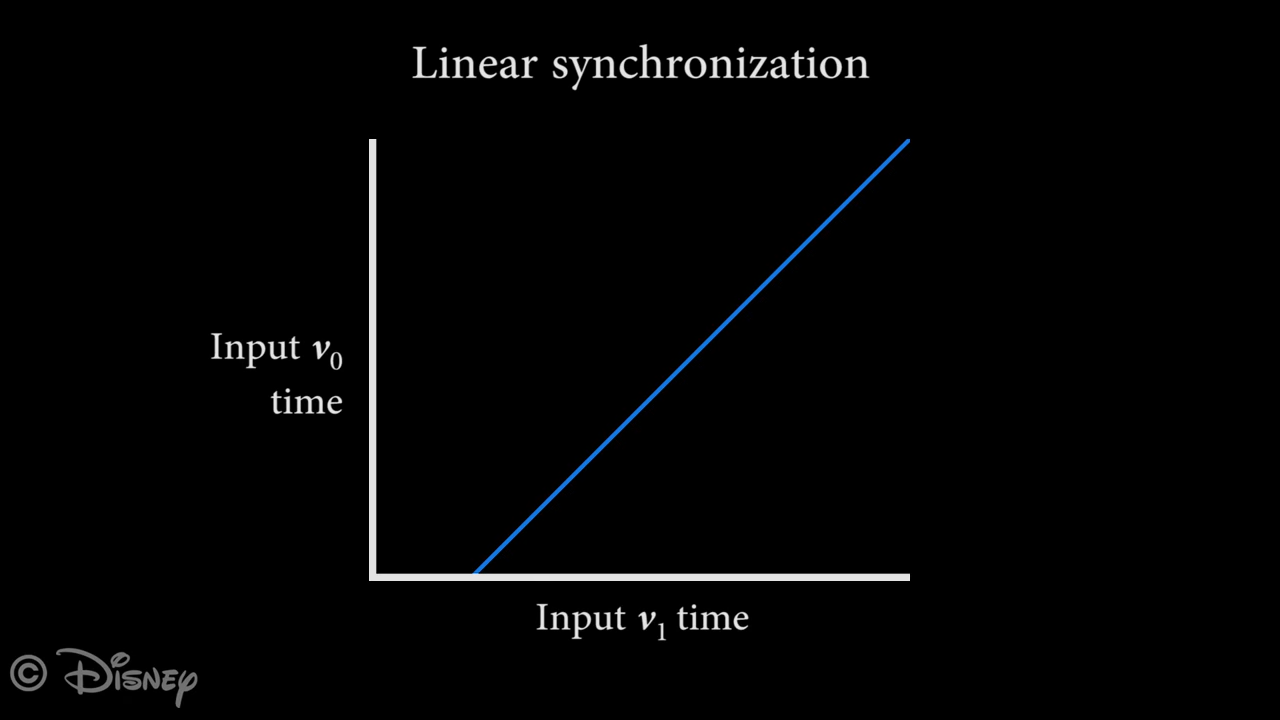 Linear synchronization
Input v₀
time
Input v₁ time
© Disney